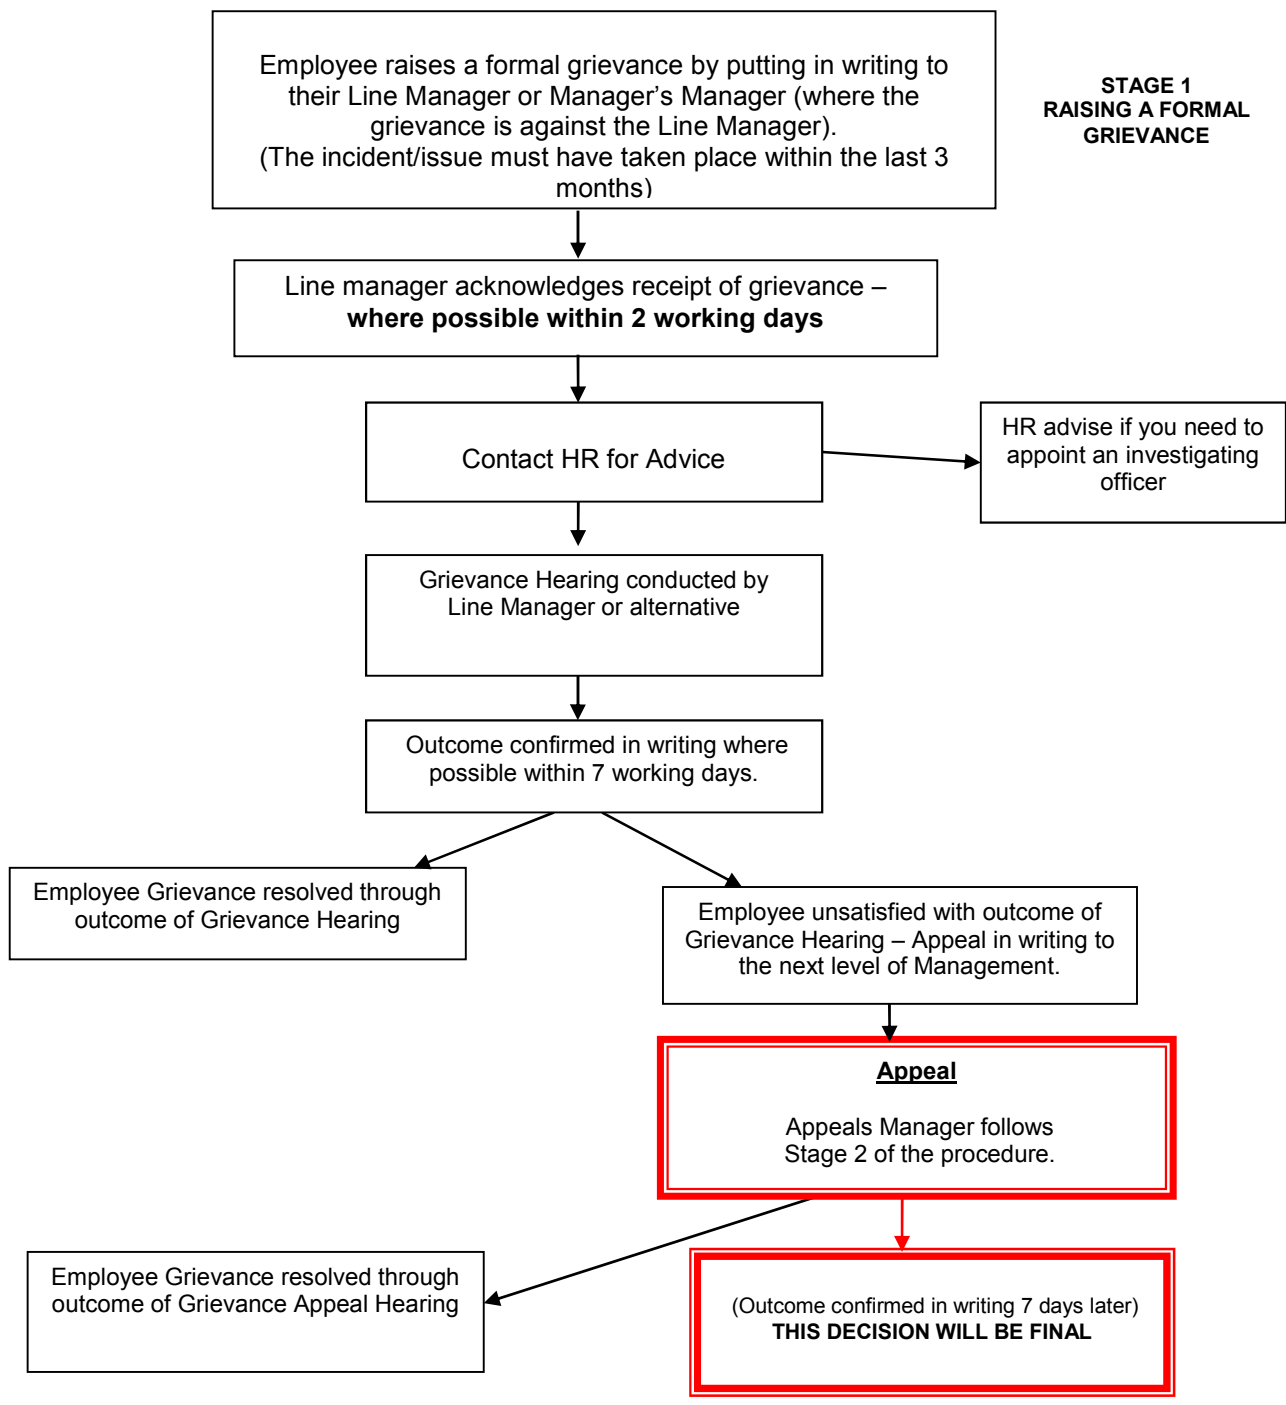 Employee raises a formal grievance by putting in writing to
their Line Manager or Manager's Manager (where the
grievance is against the Line Manager).
(The incident/issue must have taken place within the last 3
months)
STAGE 1
RAISING A FORMAL
GRIEVANCE
Line manager acknowledges receipt of grievance –
where possible within 2 working days
Contact HR for Advice
HR advise if you need to
appoint an investigating
officer
Grievance Hearing conducted by
Line Manager or alternative
Outcome confirmed in writing where
possible within 7 working days.
Employee Grievance resolved through
outcome of Grievance Hearing
Employee unsatisfied with outcome of
Grievance Hearing – Appeal in writing to
the next level of Management.
Appeal
Appeals Manager follows
Stage 2 of the procedure.
Employee Grievance resolved through
outcome of Grievance Appeal Hearing
(Outcome confirmed in writing 7 days later)
THIS DECISION WILL BE FINAL